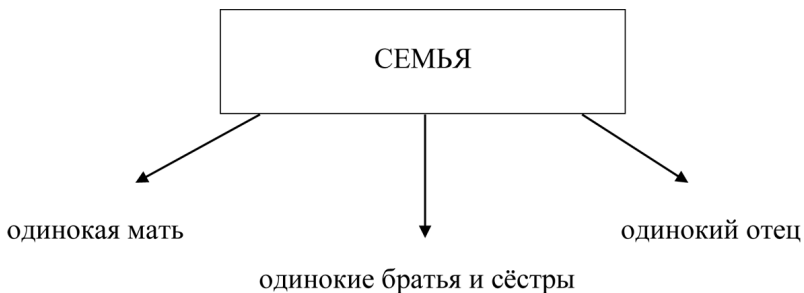 СЕМЬЯ
одинокая мать
одинокий отец
одинокие братья и сёстры